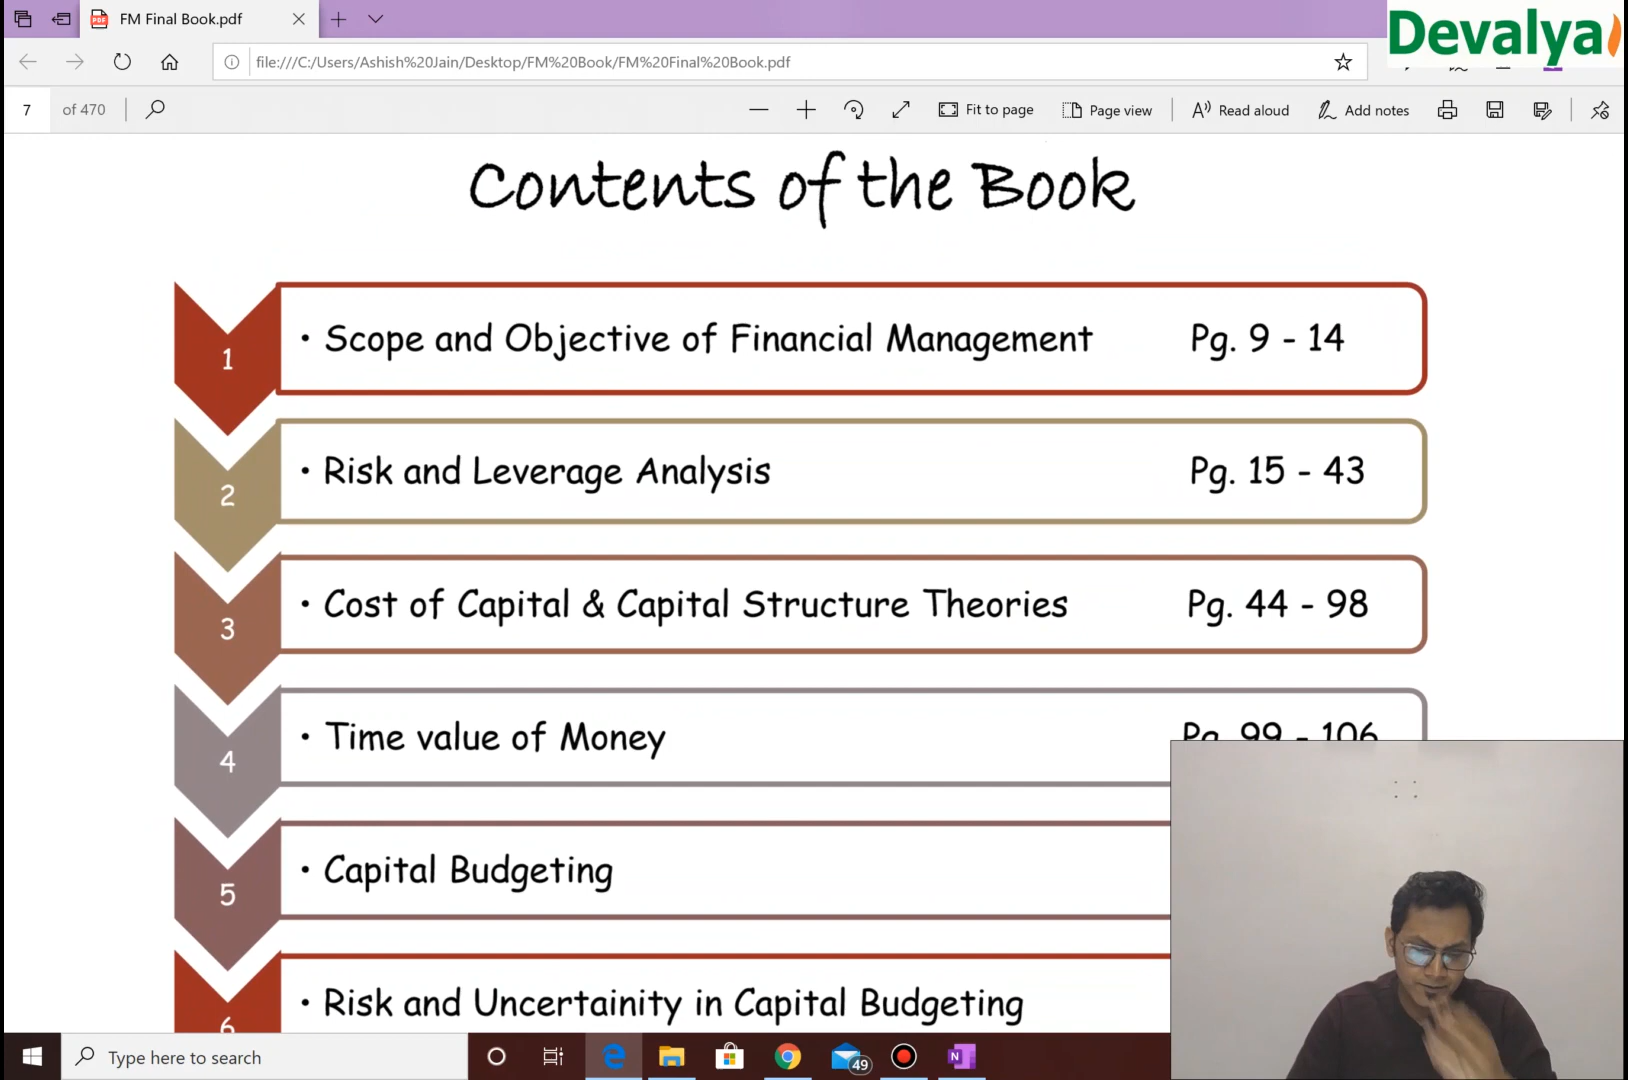 FM Final Book.pdf
Devalya
file:///C:/Users/Ashish%20Jain/Desktop/FM%20Book/FM%20Final%20Book.pdf
7 of 470 Fit to page Page view Read aloud Add notes
Contents of the Book
1 • Scope and Objective of Financial Management Pg. 9 - 14
2 • Risk and Leverage Analysis Pg. 15 - 43
3 • Cost of Capital & Capital Structure Theories Pg. 44 - 98
4 • Time value of Money Pg. 99 - 106
5 • Capital Budgeting
6 • Risk and Uncertainity in Capital Budgeting
Type here to search 49